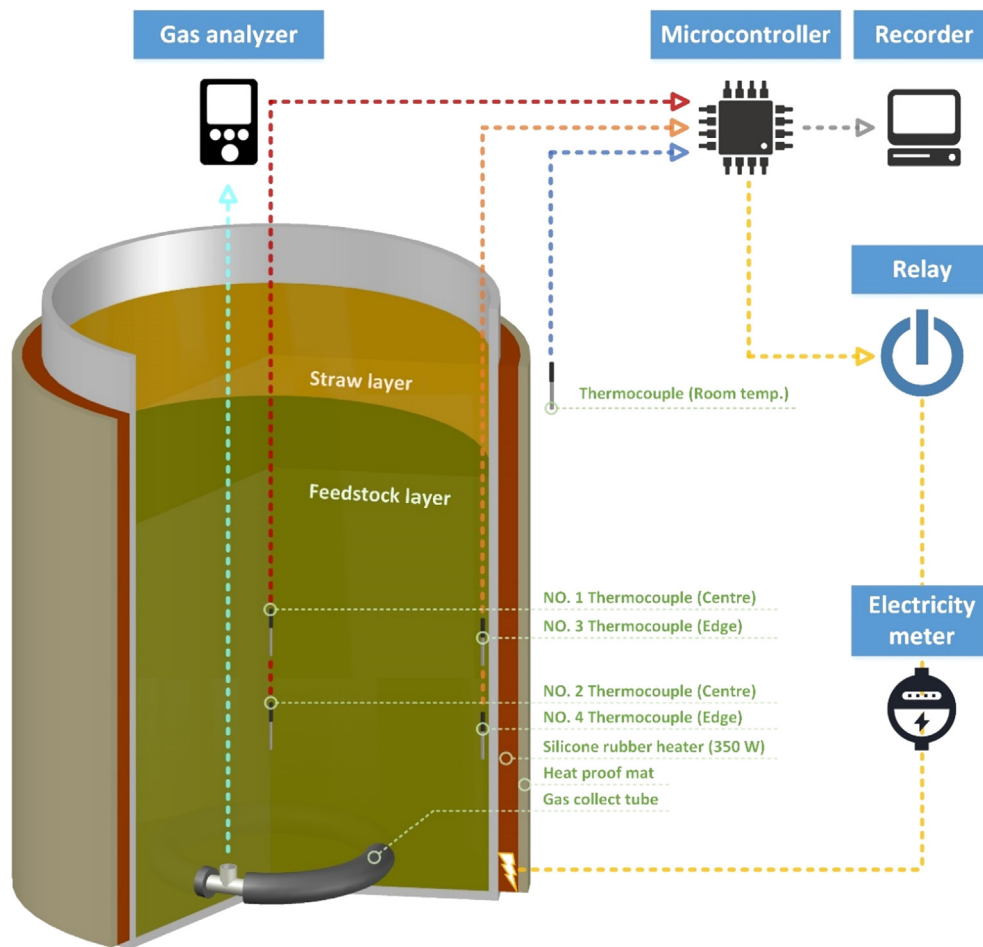 Gas analyzer
Microcontroller
Recorder
Relay
Straw layer
Thermocouple (Room temp.)
Feedstock layer
NO. 1 Thermocouple (Centre)
NO. 3 Thermocouple (Edge)
Electricity
meter
NO. 2 Thermocouple (Centre)
NO. 4 Thermocouple (Edge)
Silicone rubber heater (350 W)
Heat proof mat
Gas collect tube